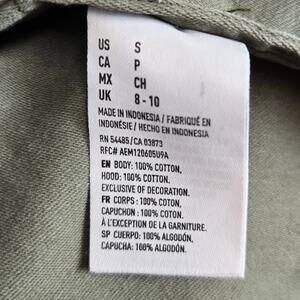 US S
CA P
MX CH
UK 8 - 10
MADE IN INDONESIA / FABRIQUÉ EN
INDONÉSIE / HECHO EN INDONESIA
RN 54485/CA 03873
RFC# AEM120605U9A
EN BODY: 100% COTTON.
HOOD: 100% COTTON.
EXCLUSIVE OF DECORATION.
FR CORPS : 100% COTON.
CAPUCHON : 100% COTON.
À L'EXCEPTION DE LA GARNITURE.
SP CUERPO: 100% ALGODÓN.
CAPUCHA: 100% ALGODÓN.